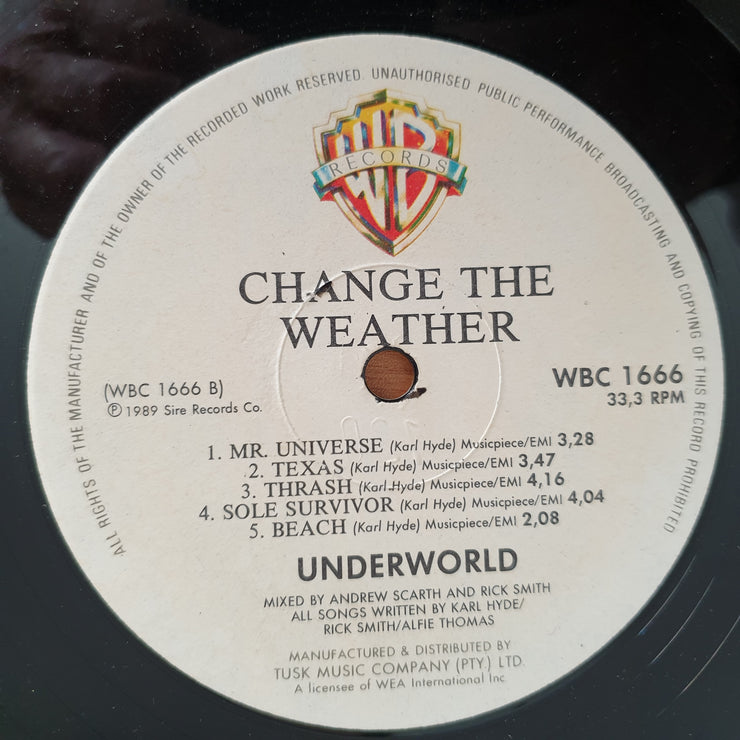 ALL RIGHTS OF THE MANUFACTURER AND OF THE OWNER OF THE RECORDED WORK RESERVED. UNAUTHORISED PUBLIC PERFORMANCE BROADCASTING AND COPYING OF THIS RECORD PROHIBITED
WB
RECORDS
CHANGE THE
WEATHER
(WBC 1666 B)
℗ 1989 Sire Records Co.
WBC 1666
33,3 RPM
1. MR. UNIVERSE (Karl Hyde) Musicpiece/EMI 3,28
2. TEXAS (Karl Hyde) Musicpiece/EMI 3,47
3. THRASH (Karl Hyde) Musicpiece/EMI 4,16
4. SOLE SURVIVOR (Karl Hyde) Musicpiece/EMI 4,04
5. BEACH (Karl Hyde) Musicpiece/EMI 2,08
UNDERWORLD
MIXED BY ANDREW SCARTH AND RICK SMITH
ALL SONGS WRITTEN BY KARL HYDE/
RICK SMITH/ALFIE THOMAS
MANUFACTURED & DISTRIBUTED BY
TUSK MUSIC COMPANY (PTY.) LTD.
A licensee of WEA International Inc.